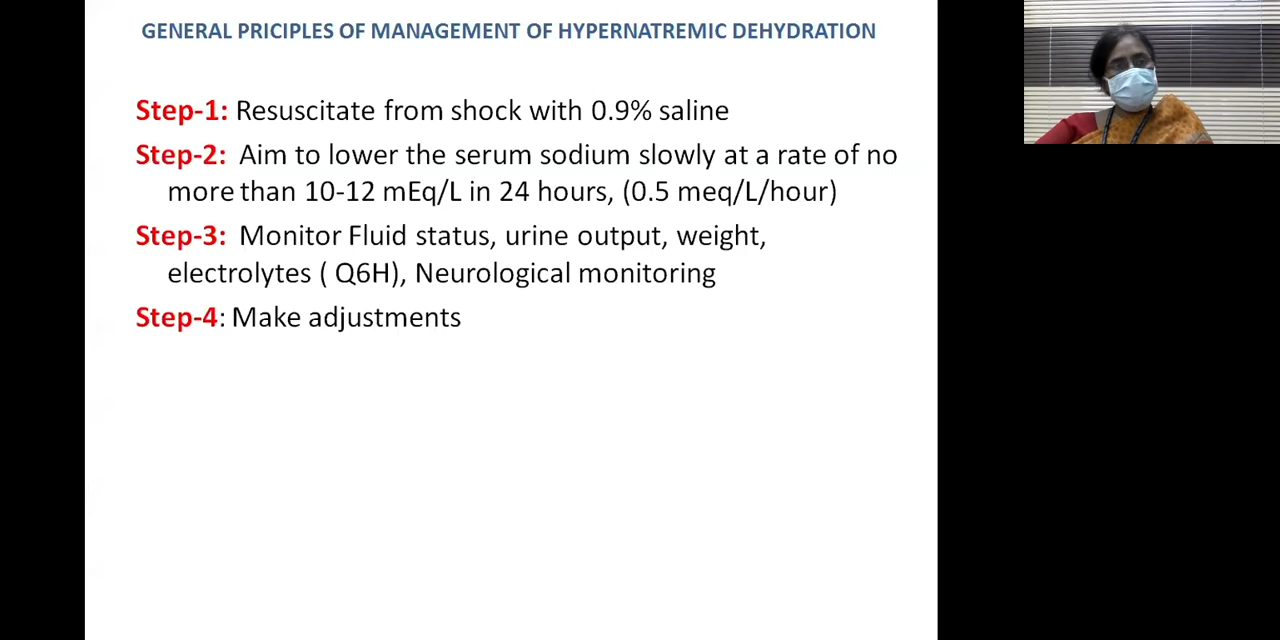 GENERAL PRICIPLES OF MANAGEMENT OF HYPERNATREMIC DEHYDRATION
Step-1: Resuscitate from shock with 0.9% saline
Step-2: Aim to lower the serum sodium slowly at a rate of no
more than 10-12 mEq/L in 24 hours, (0.5 meq/L/hour)
Step-3: Monitor Fluid status, urine output, weight,
electrolytes ( Q6H), Neurological monitoring
Step-4: Make adjustments